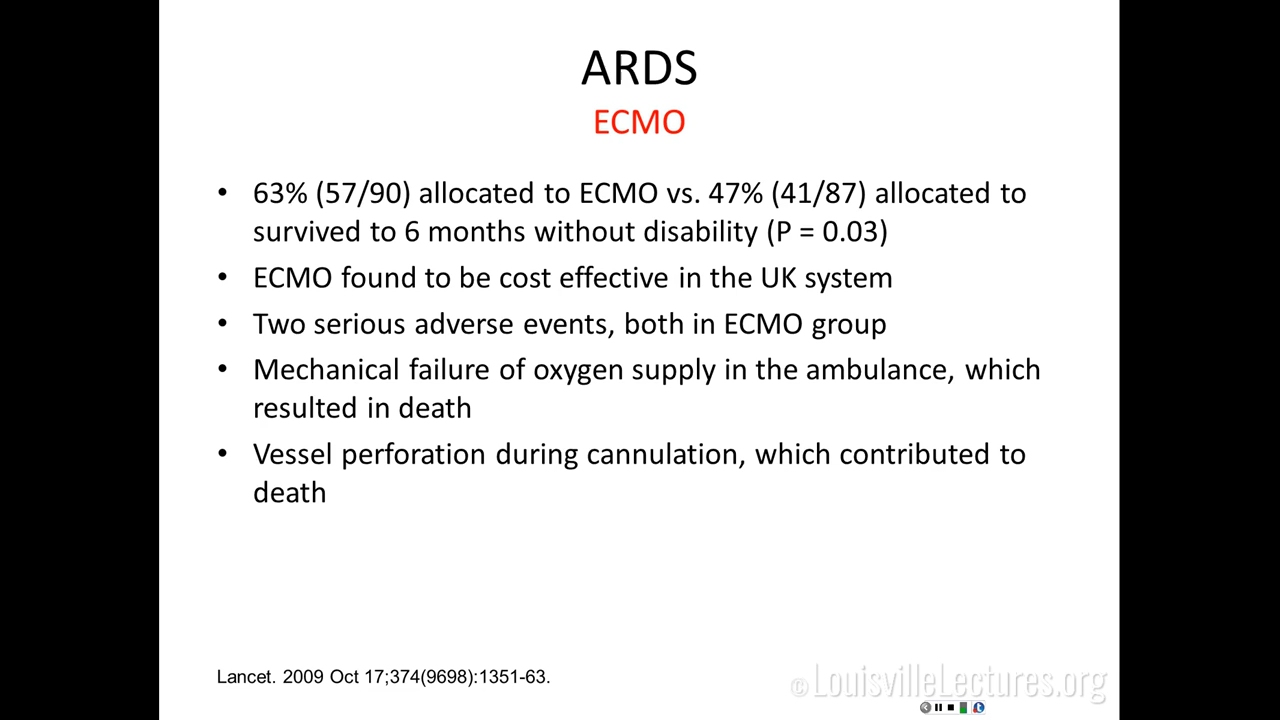 ARDS
ECMO
• 63% (57/90) allocated to ECMO vs. 47% (41/87) allocated to
survived to 6 months without disability (P = 0.03)
• ECMO found to be cost effective in the UK system
• Two serious adverse events, both in ECMO group
• Mechanical failure of oxygen supply in the ambulance, which
resulted in death
• Vessel perforation during cannulation, which contributed to
death
Lancet. 2009 Oct 17;374(9698):1351-63.
©LouisvilleLectures.org